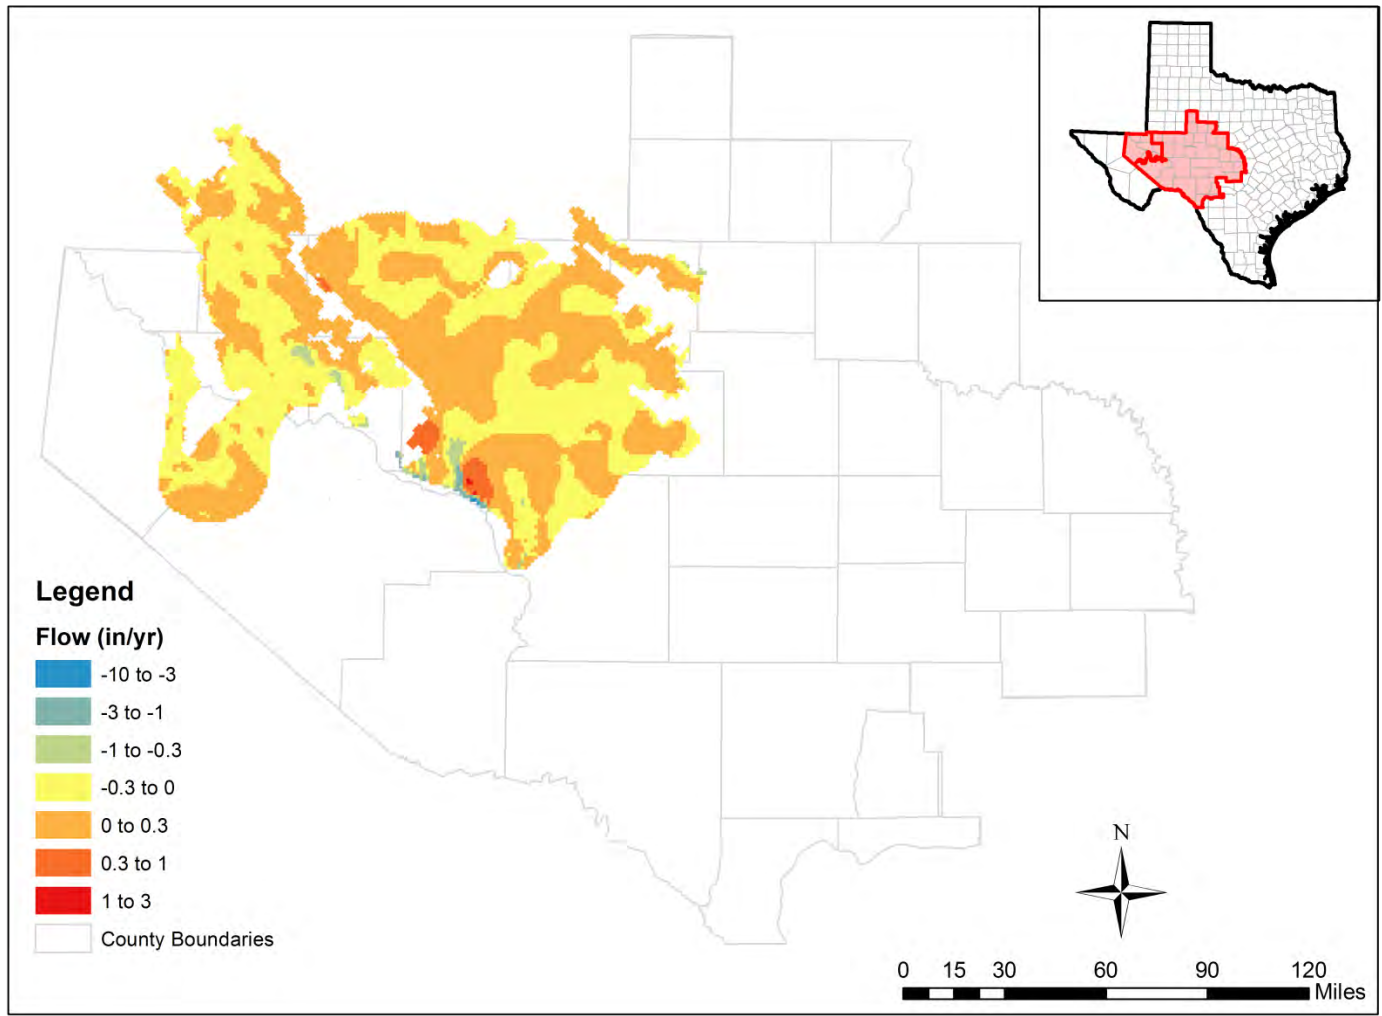 Legend
Flow (in/yr)
-10 to -3
-3 to -1
-1 to -0.3
-0.3 to 0
0 to 0.3
0.3 to 1
1 to 3
County Boundaries
N
0 15 30 60 90 120
Miles